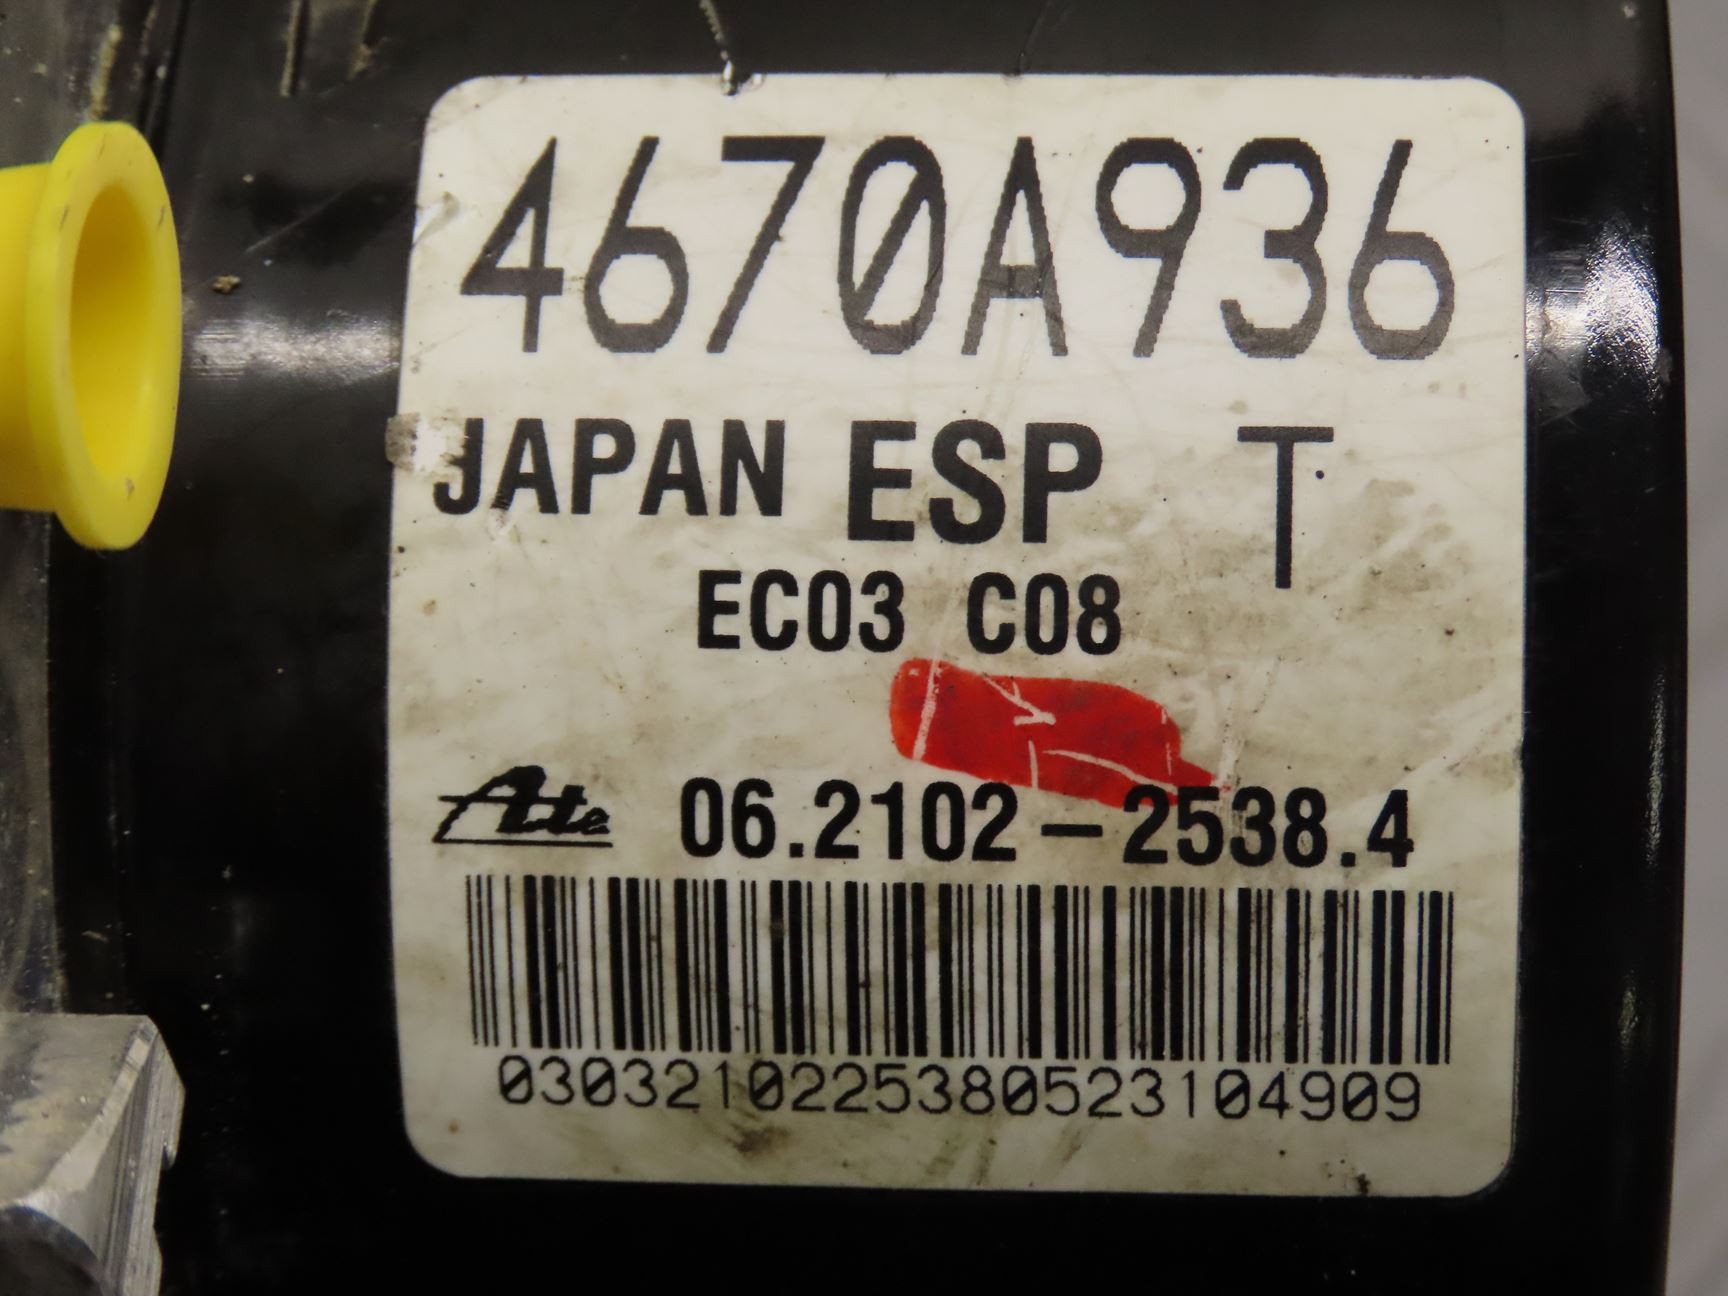 4670A936
JAPAN ESP T
EC03 C08
Ate 06.2102-2538.4
0303210225380523104909